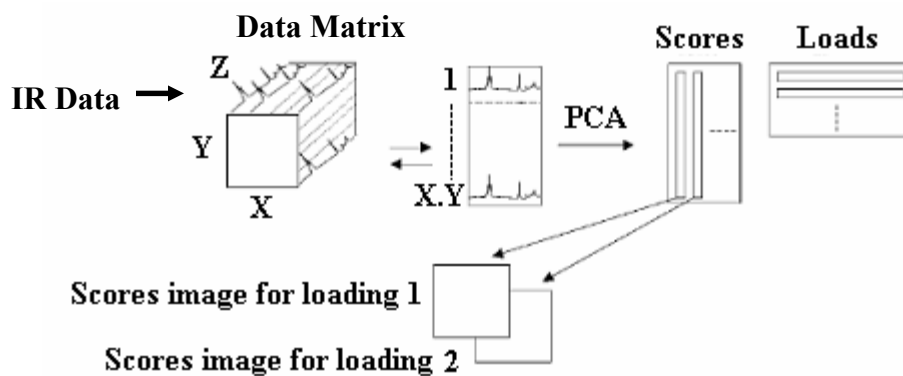 Data Matrix
Scores
Loads
Z
IR Data
Y
X
1
X.Y
PCA
Scores image for loading 1
Scores image for loading 2